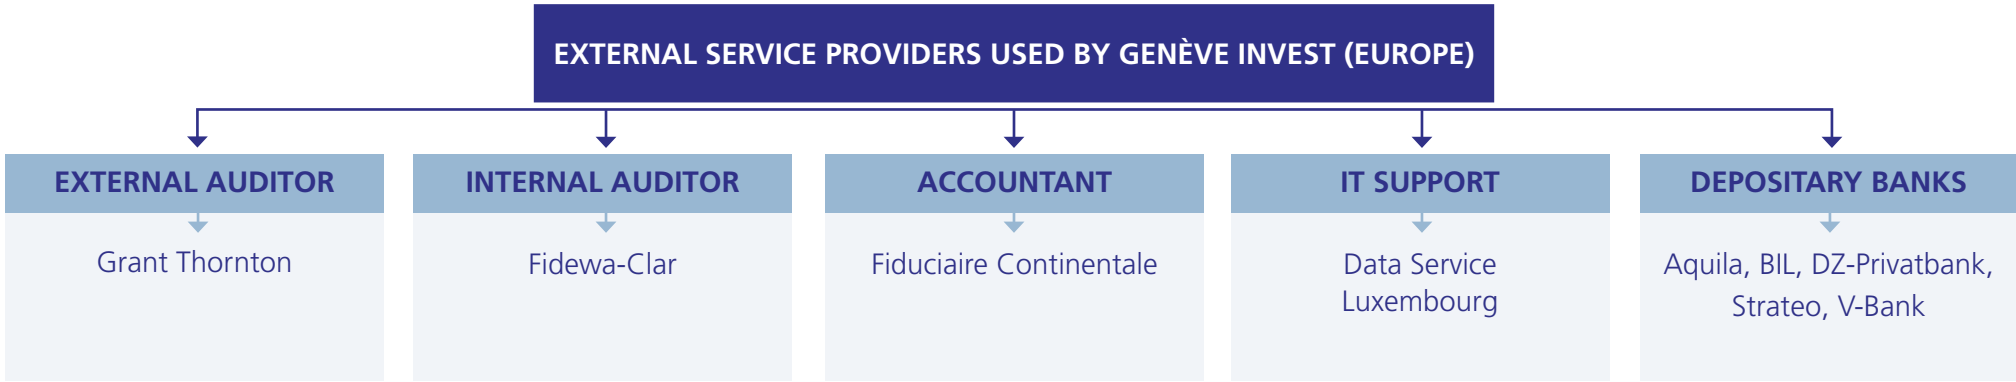 EXTERNAL SERVICE PROVIDERS USED BY GENÈVE INVEST (EUROPE)
EXTERNAL AUDITOR
Grant Thornton
INTERNAL AUDITOR
Fidewa-Clar
ACCOUNTANT
Fiduciaire Continentale
IT SUPPORT
Data Service
Luxembourg
DEPOSITARY BANKS
Aquila, BIL, DZ-Privatbank,
Strateo, V-Bank